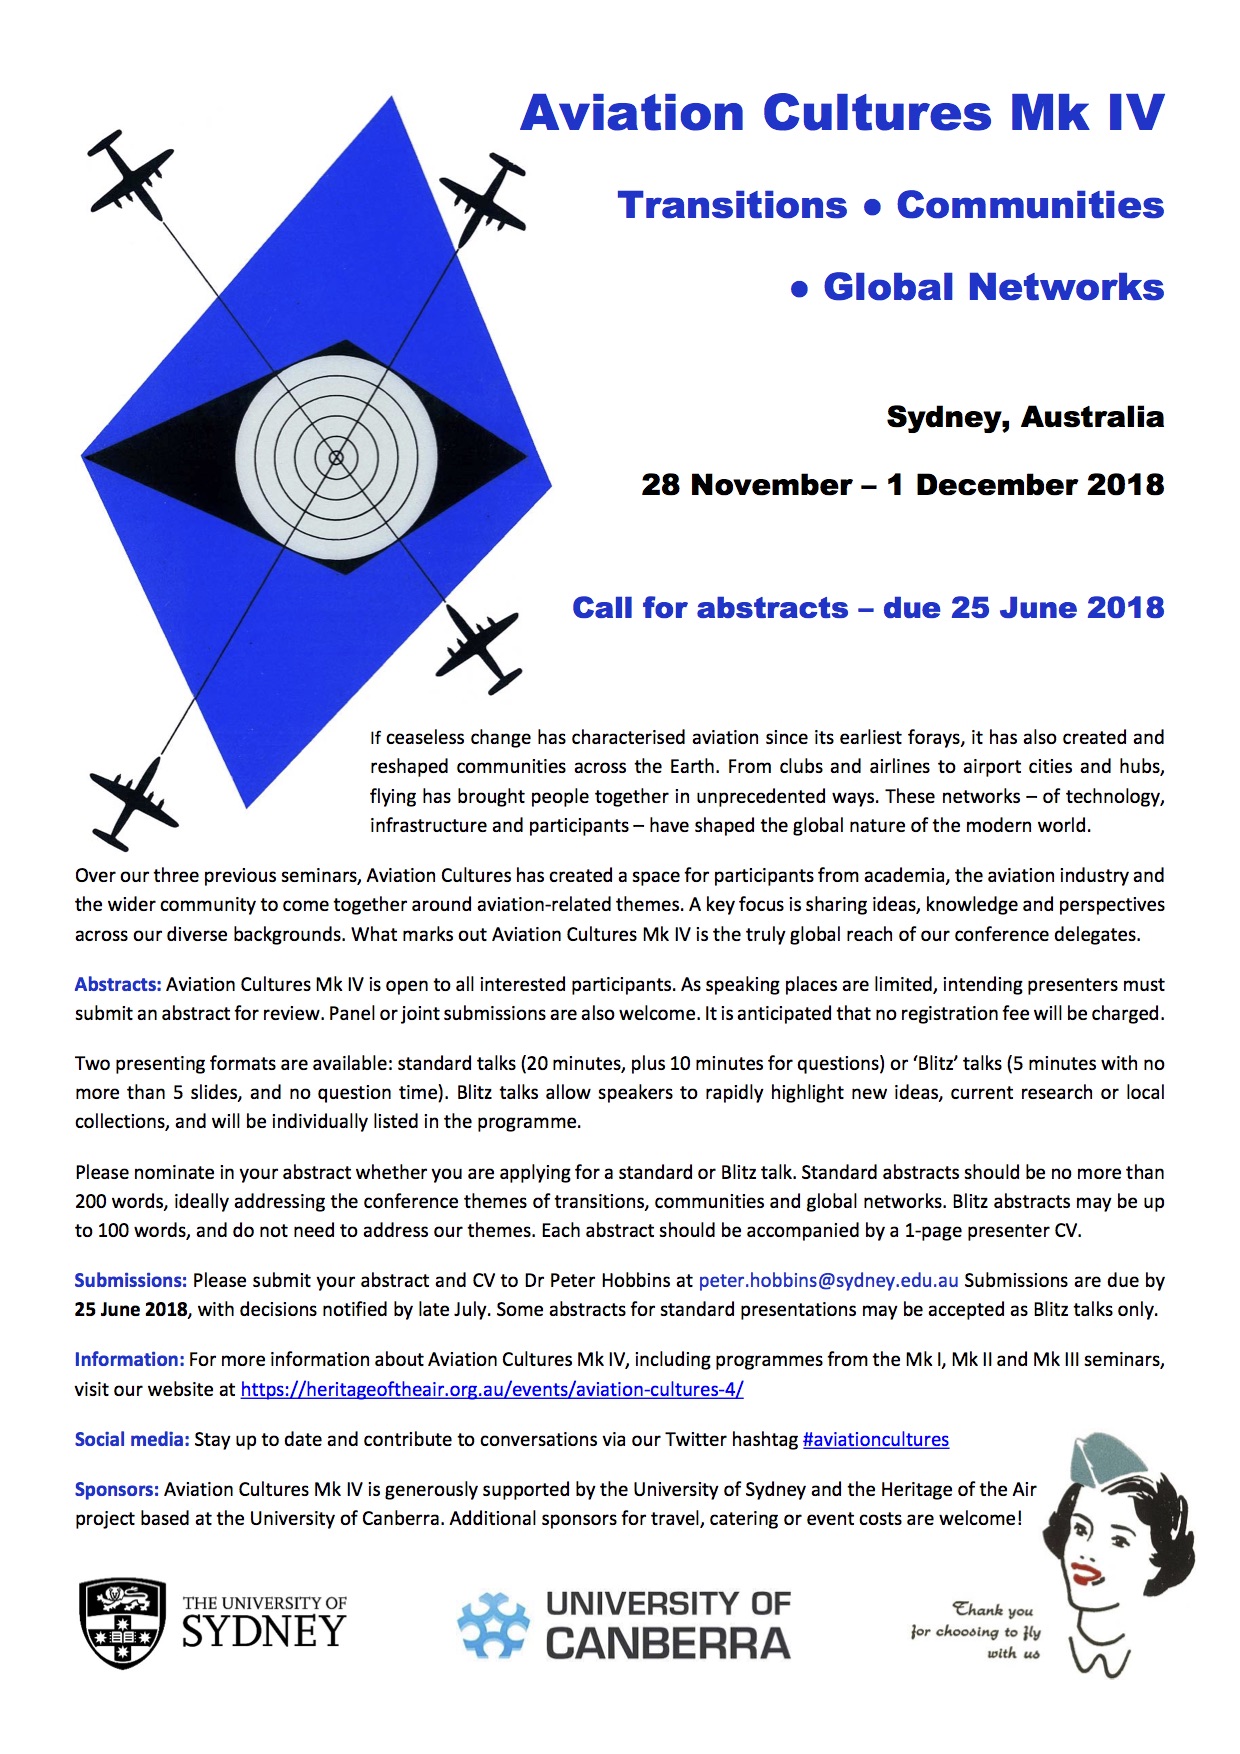 Aviation Cultures Mk IV
Transitions ● Communities
● Global Networks
Sydney, Australia
28 November – 1 December 2018
Call for abstracts – due 25 June 2018
If ceaseless change has characterised aviation since its earliest forays, it has also created and
reshaped communities across the Earth. From clubs and airlines to airport cities and hubs,
flying has brought people together in unprecedented ways. These networks – of technology,
infrastructure and participants – have shaped the global nature of the modern world.
Over our three previous seminars, Aviation Cultures has created a space for participants from academia, the aviation industry and
the wider community to come together around aviation-related themes. A key focus is sharing ideas, knowledge and perspectives
across our diverse backgrounds. What marks out Aviation Cultures Mk IV is the truly global reach of our conference delegates.
Abstracts: Aviation Cultures Mk IV is open to all interested participants. As speaking places are limited, intending presenters must
submit an abstract for review. Panel or joint submissions are also welcome. It is anticipated that no registration fee will be charged.
Two presenting formats are available: standard talks (20 minutes, plus 10 minutes for questions) or ‘Blitz’ talks (5 minutes with no
more than 5 slides, and no question time). Blitz talks allow speakers to rapidly highlight new ideas, current research or local
collections, and will be individually listed in the programme.
Please nominate in your abstract whether you are applying for a standard or Blitz talk. Standard abstracts should be no more than
200 words, ideally addressing the conference themes of transitions, communities and global networks. Blitz abstracts may be up
to 100 words, and do not need to address our themes. Each abstract should be accompanied by a 1-page presenter CV.
Submissions: Please submit your abstract and CV to Dr Peter Hobbins at peter.hobbins@sydney.edu.au Submissions are due by
25 June 2018, with decisions notified by late July. Some abstracts for standard presentations may be accepted as Blitz talks only.
Information: For more information about Aviation Cultures Mk IV, including programmes from the Mk I, Mk II and Mk III seminars,
visit our website at https://heritageoftheair.org.au/events/aviation-cultures-4/
Social media: Stay up to date and contribute to conversations via our Twitter hashtag #aviationcultures
Sponsors: Aviation Cultures Mk IV is generously supported by the University of Sydney and the Heritage of the Air
project based at the University of Canberra. Additional sponsors for travel, catering or event costs are welcome!
THE UNIVERSITY OF
SYDNEY
UNIVERSITY OF
CANBERRA
Thank you
for choosing to fly
with us